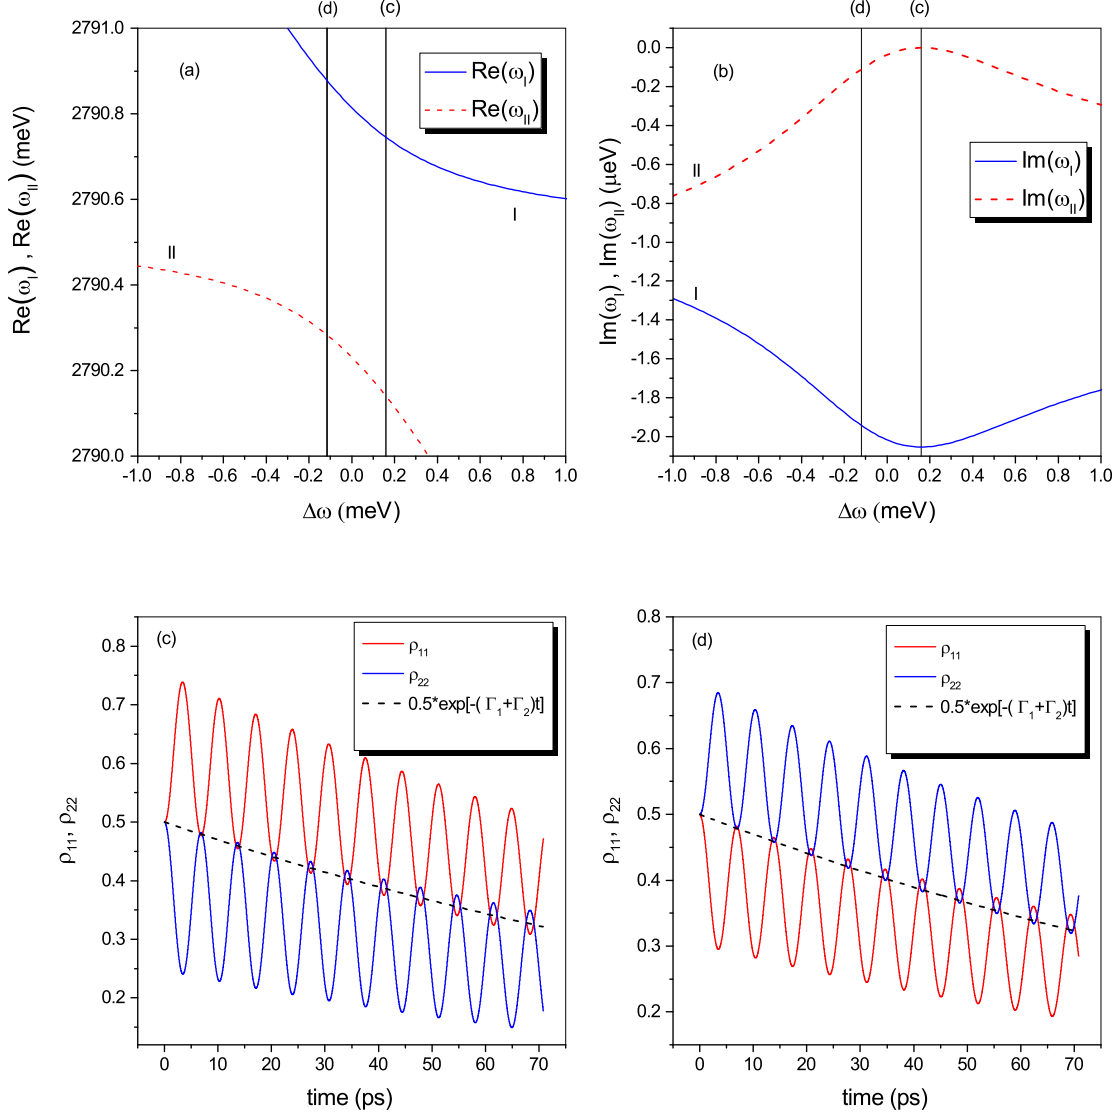 (d) (c)
(d) (c)
2791.0
2790.8
2790.6
2790.4
2790.2
2790.0
Re(ω_I) , Re(ω_II) (meV)
(a)
Re(ω_I)
Re(ω_II)
I
II
-1.0 -0.8 -0.6 -0.4 -0.2 0.0 0.2 0.4 0.6 0.8 1.0
Δω (meV)
0.0
-0.2
-0.4
-0.6
-0.8
-1.0
-1.2
-1.4
-1.6
-1.8
-2.0
Im(ω_I) , Im(ω_II) (μeV)
(b)
Im(ω_I)
Im(ω_II)
II
I
-1.0 -0.8 -0.6 -0.4 -0.2 0.0 0.2 0.4 0.6 0.8 1.0
Δω (meV)
0.8
0.7
0.6
0.5
0.4
0.3
0.2
ρ_11, ρ_22
(c)
ρ_11
ρ_22
0.5*exp[-( Γ_1+Γ_2)t]
0 10 20 30 40 50 60 70
time (ps)
0.8
0.7
0.6
0.5
0.4
0.3
0.2
ρ_11, ρ_22
(d)
ρ_11
ρ_22
0.5*exp[-( Γ_1+Γ_2)t]
0 10 20 30 40 50 60 70
time (ps)